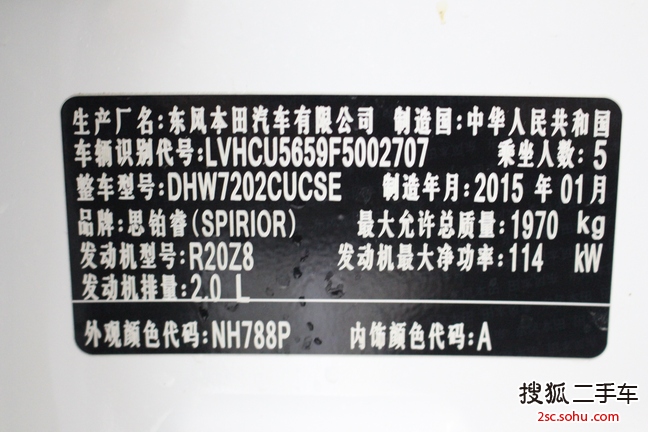 生产厂名:东风本田汽车有限公司 制造国:中华人民共和国
车辆识别代号:LVHCU5659F5002707 乘坐人数:5
整车型号:DHW7202CUCSE 制造年月:2015 年 01月
品牌:思铂睿(SPIRIOR) 最大允许总质量:1970 kg
发动机型号:R20Z8 发动机最大净功率:114 kW
发动机排量:2.0 L
外观颜色代码:NH788P 内饰颜色代码:A
搜狐二手车
2sc.sohu.com